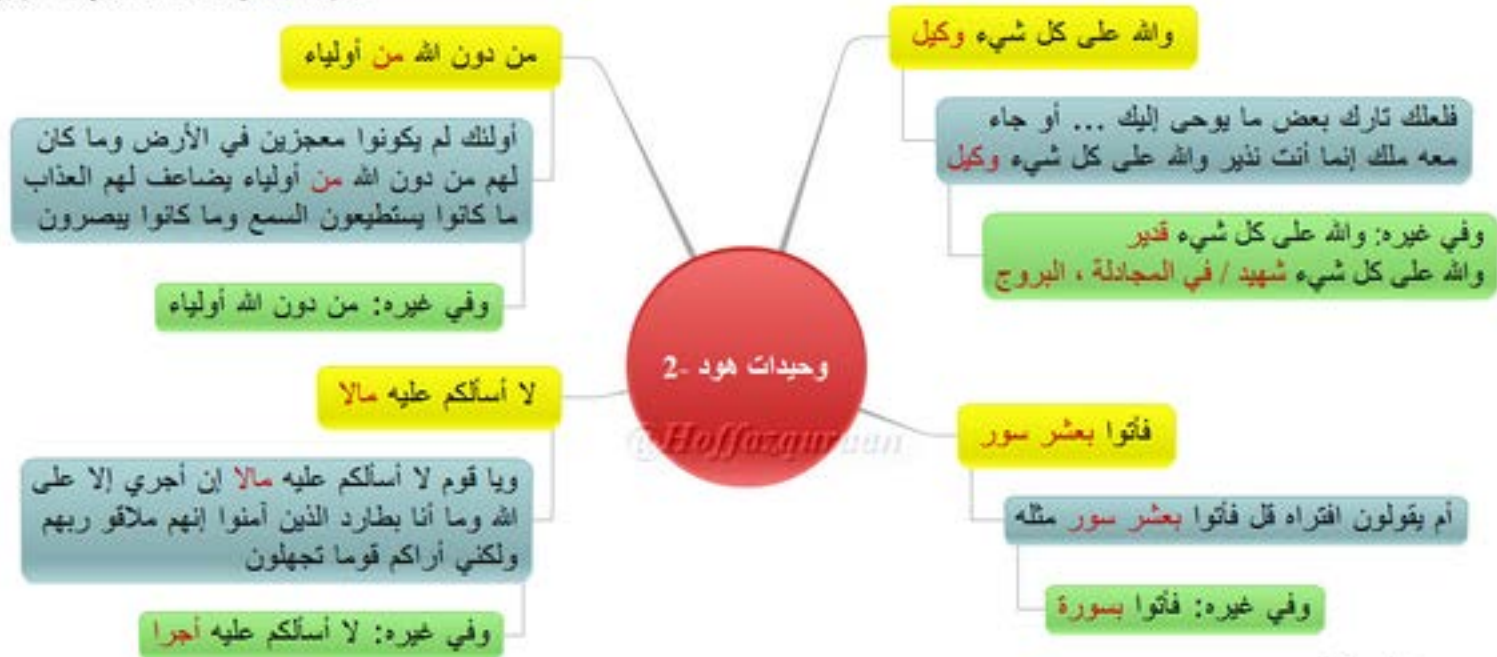 والله على كل شيء وكيل
فلعلك تارك بعض ما يوحى إليك ... أو جاء
معه ملك إنما أنت نذير والله على كل شيء وكيل
وفي غيره: والله على كل شيء قدير
والله على كل شيء شهيد / في المجادلة ، البروج
فأتوا بعشر سور
أم يقولون افتراه قل فأتوا بعشر سور مثله
وفي غيره: فأتوا بسورة
وحيدات هود -2
@Hoffazquraan
من دون الله من أولياء
أولئك لم يكونوا معجزين في الأرض وما كان
لهم من دون الله من أولياء يضاعف لهم العذاب
ما كانوا يستطيعون السمع وما كانوا يبصرون
وفي غيره: من دون الله أولياء
لا أسألكم عليه مالا
ويا قوم لا أسألكم عليه مالا إن أجري إلا على
الله وما أنا بطارد الذين آمنوا إنهم ملاقو ربهم
ولكني أراكم قوما تجهلون
وفي غيره: لا أسألكم عليه أجرا